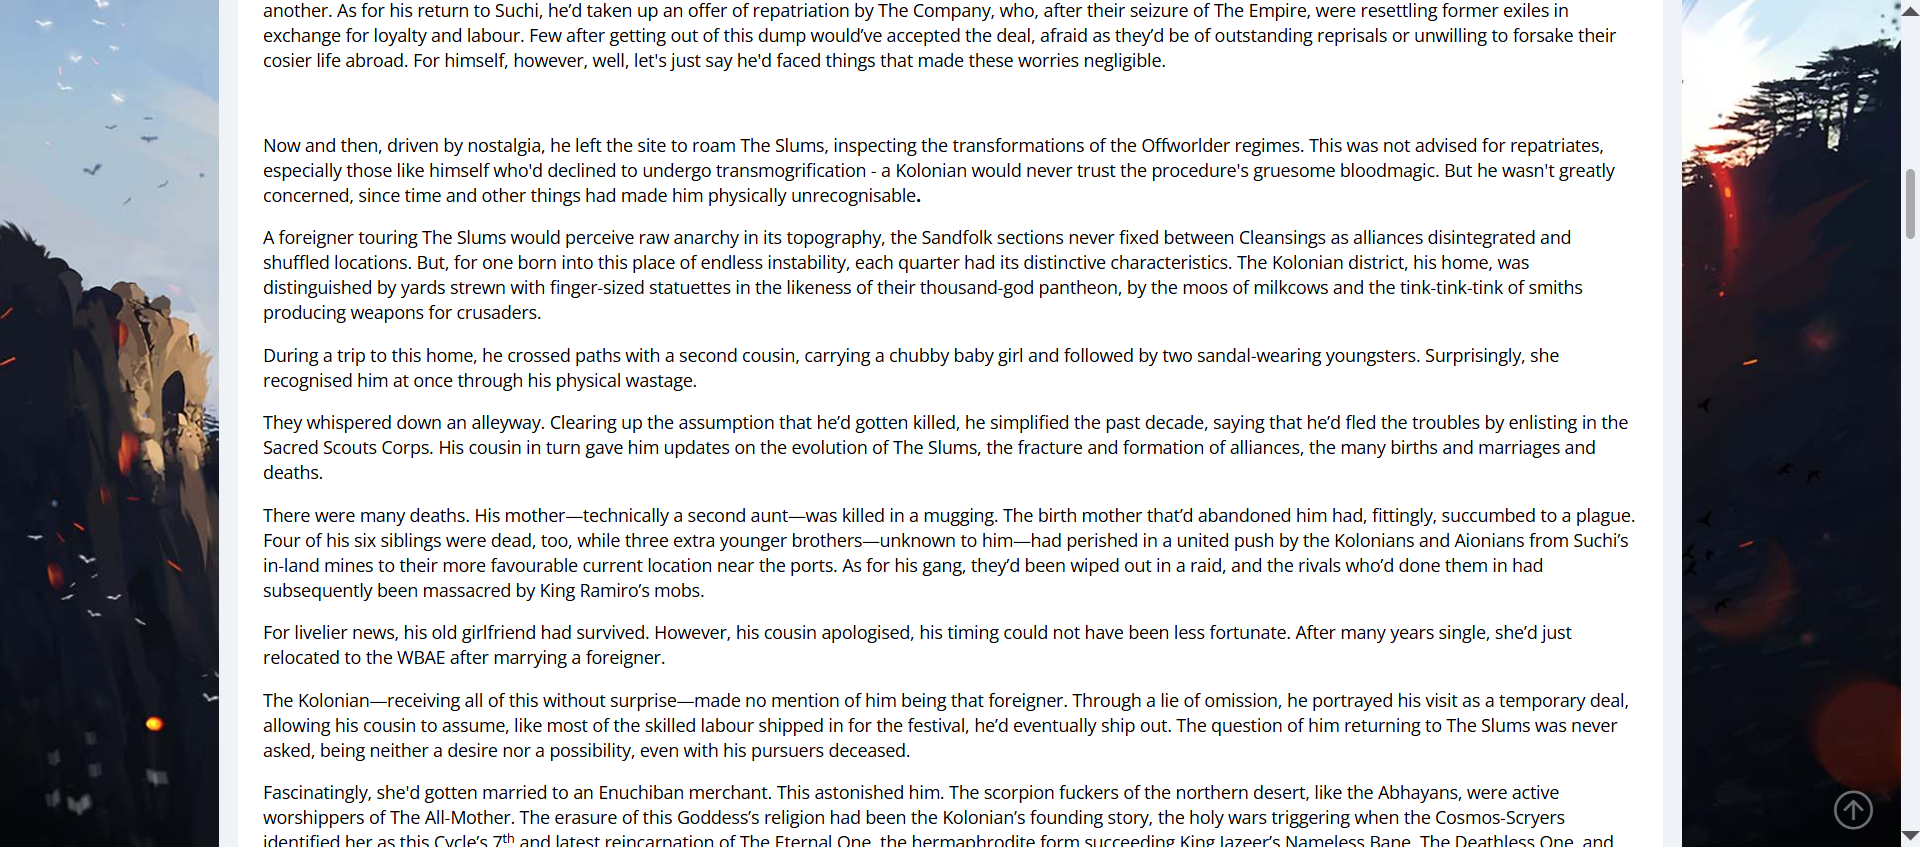 another. As for his return to Suchi, he’d taken up an offer of repatriation by The Company, who, after their seizure of The Empire, were resettling former exiles in
exchange for loyalty and labour. Few after getting out of this dump would’ve accepted the deal, afraid as they’d be of outstanding reprisals or unwilling to forsake their
cosier life abroad. For himself, however, well, let's just say he'd faced things that made these worries negligible.
Now and then, driven by nostalgia, he left the site to roam The Slums, inspecting the transformations of the Offworlder regimes. This was not advised for repatriates,
especially those like himself who'd declined to undergo transmogrification - a Kolonian would never trust the procedure's gruesome bloodmagic. But he wasn't greatly
concerned, since time and other things had made him physically unrecognisable.
A foreigner touring The Slums would perceive raw anarchy in its topography, the Sandfolk sections never fixed between Cleansings as alliances disintegrated and
shuffled locations. But, for one born into this place of endless instability, each quarter had its distinctive characteristics. The Kolonian district, his home, was
distinguished by yards strewn with finger-sized statuettes in the likeness of their thousand-god pantheon, by the moos of milkcows and the tink-tink-tink of smiths
producing weapons for crusaders.
During a trip to this home, he crossed paths with a second cousin, carrying a chubby baby girl and followed by two sandal-wearing youngsters. Surprisingly, she
recognised him at once through his physical wastage.
They whispered down an alleyway. Clearing up the assumption that he’d gotten killed, he simplified the past decade, saying that he’d fled the troubles by enlisting in the
Sacred Scouts Corps. His cousin in turn gave him updates on the evolution of The Slums, the fracture and formation of alliances, the many births and marriages and
deaths.
There were many deaths. His mother—technically a second aunt—was killed in a mugging. The birth mother that’d abandoned him had, fittingly, succumbed to a plague.
Four of his six siblings were dead, too, while three extra younger brothers—unknown to him—had perished in a united push by the Kolonians and Aionians from Suchi’s
in-land mines to their more favourable current location near the ports. As for his gang, they’d been wiped out in a raid, and the rivals who’d done them in had
subsequently been massacred by King Ramiro’s mobs.
For livelier news, his old girlfriend had survived. However, his cousin apologised, his timing could not have been less fortunate. After many years single, she’d just
relocated to the WBAE after marrying a foreigner.
The Kolonian—receiving all of this without surprise—made no mention of him being that foreigner. Through a lie of omission, he portrayed his visit as a temporary deal,
allowing his cousin to assume, like most of the skilled labour shipped in for the festival, he’d eventually ship out. The question of him returning to The Slums was never
asked, being neither a desire nor a possibility, even with his pursuers deceased.
Fascinatingly, she'd gotten married to an Enuchiban merchant. This astonished him. The scorpion fuckers of the northern desert, like the Abhayans, were active
worshippers of The All-Mother. The erasure of this Goddess’s religion had been the Kolonian’s founding story, the holy wars triggering when the Cosmos-Scryers
identified her as this Cycle’s 7th and latest reincarnation of The Eternal One, the hermaphrodite form succeeding King Jazeer’s Nameless Bane, The Deathless One, and